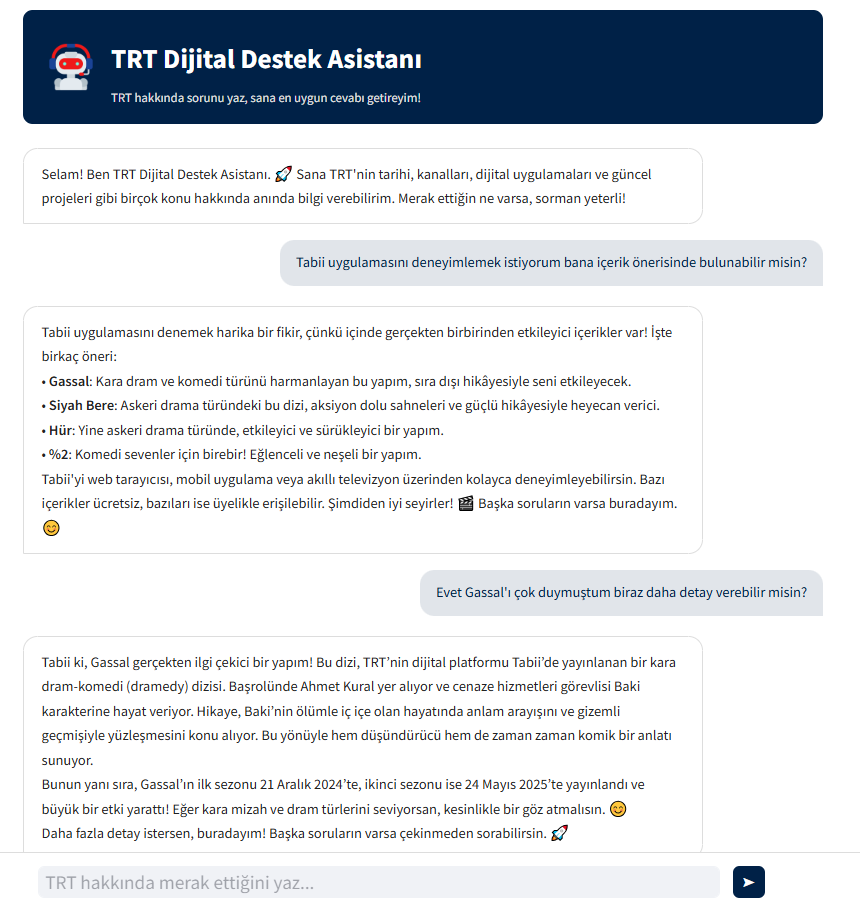 TRT Dijital Destek Asistanı
TRT hakkında sorunu yaz, sana en uygun cevabı getireyim!
Selam! Ben TRT Dijital Destek Asistanı. 🚀 Sana TRT'nin tarihi, kanalları, dijital uygulamaları ve güncel
projeleri gibi birçok konu hakkında anında bilgi verebilirim. Merak ettiğin ne varsa, sorman yeterli!
Tabii uygulamasını deneyimlemek istiyorum bana içerik önerisinde bulunabilir misin?
Tabii uygulamasını denemek harika bir fikir, çünkü içinde gerçekten birbirinden etkileyici içerikler var! İşte
birkaç öneri:
• Gassal: Kara dram ve komedi türünü harmanlayan bu yapım, sıra dışı hikâyesiyle seni etkileyecek.
• Siyah Bere: Askeri drama türündeki bu dizi, aksiyon dolu sahneleri ve güçlü hikâyesiyle heyecan verici.
• Hür: Yine askeri drama türünde, etkileyici ve sürükleyici bir yapım.
• %2: Komedi sevenler için birebir! Eğlenceli ve neşeli bir yapım.
Tabii'yi web tarayıcısı, mobil uygulama veya akıllı televizyon üzerinden kolayca deneyimleyebilirsin. Bazı
içerikler ücretsiz, bazıları ise üyelikle erişilebilir. Şimdiden iyi seyirler! 🎬 Başka soruların varsa buradayım.
😊
Evet Gassal'ı çok duymuştum biraz daha detay verebilir misin?
Tabii ki, Gassal gerçekten ilgi çekici bir yapım! Bu dizi, TRT’nin dijital platformu Tabii’de yayınlanan bir kara
dram-komedi (dramedy) dizisi. Başrolünde Ahmet Kural yer alıyor ve cenaze hizmetleri görevlisi Baki
karakterine hayat veriyor. Hikaye, Baki’nin ölümle iç içe olan hayatında anlam arayışını ve gizemli
geçmişiyle yüzleşmesini konu alıyor. Bu yönüyle hem düşündürücü hem de zaman zaman komik bir anlatı
sunuyor.
Bunun yanı sıra, Gassal’ın ilk sezonu 21 Aralık 2024’te, ikinci sezonu ise 24 Mayıs 2025’te yayınlandı ve
büyük bir etki yarattı! Eğer kara mizah ve dram türlerini seviyorsan, kesinlikle bir göz atmalısın. 😊
Daha fazla detay istersen, buradayım! Başka soruların varsa çekinmeden sorabilirsin. 🚀
TRT hakkında merak ettiğini yaz...